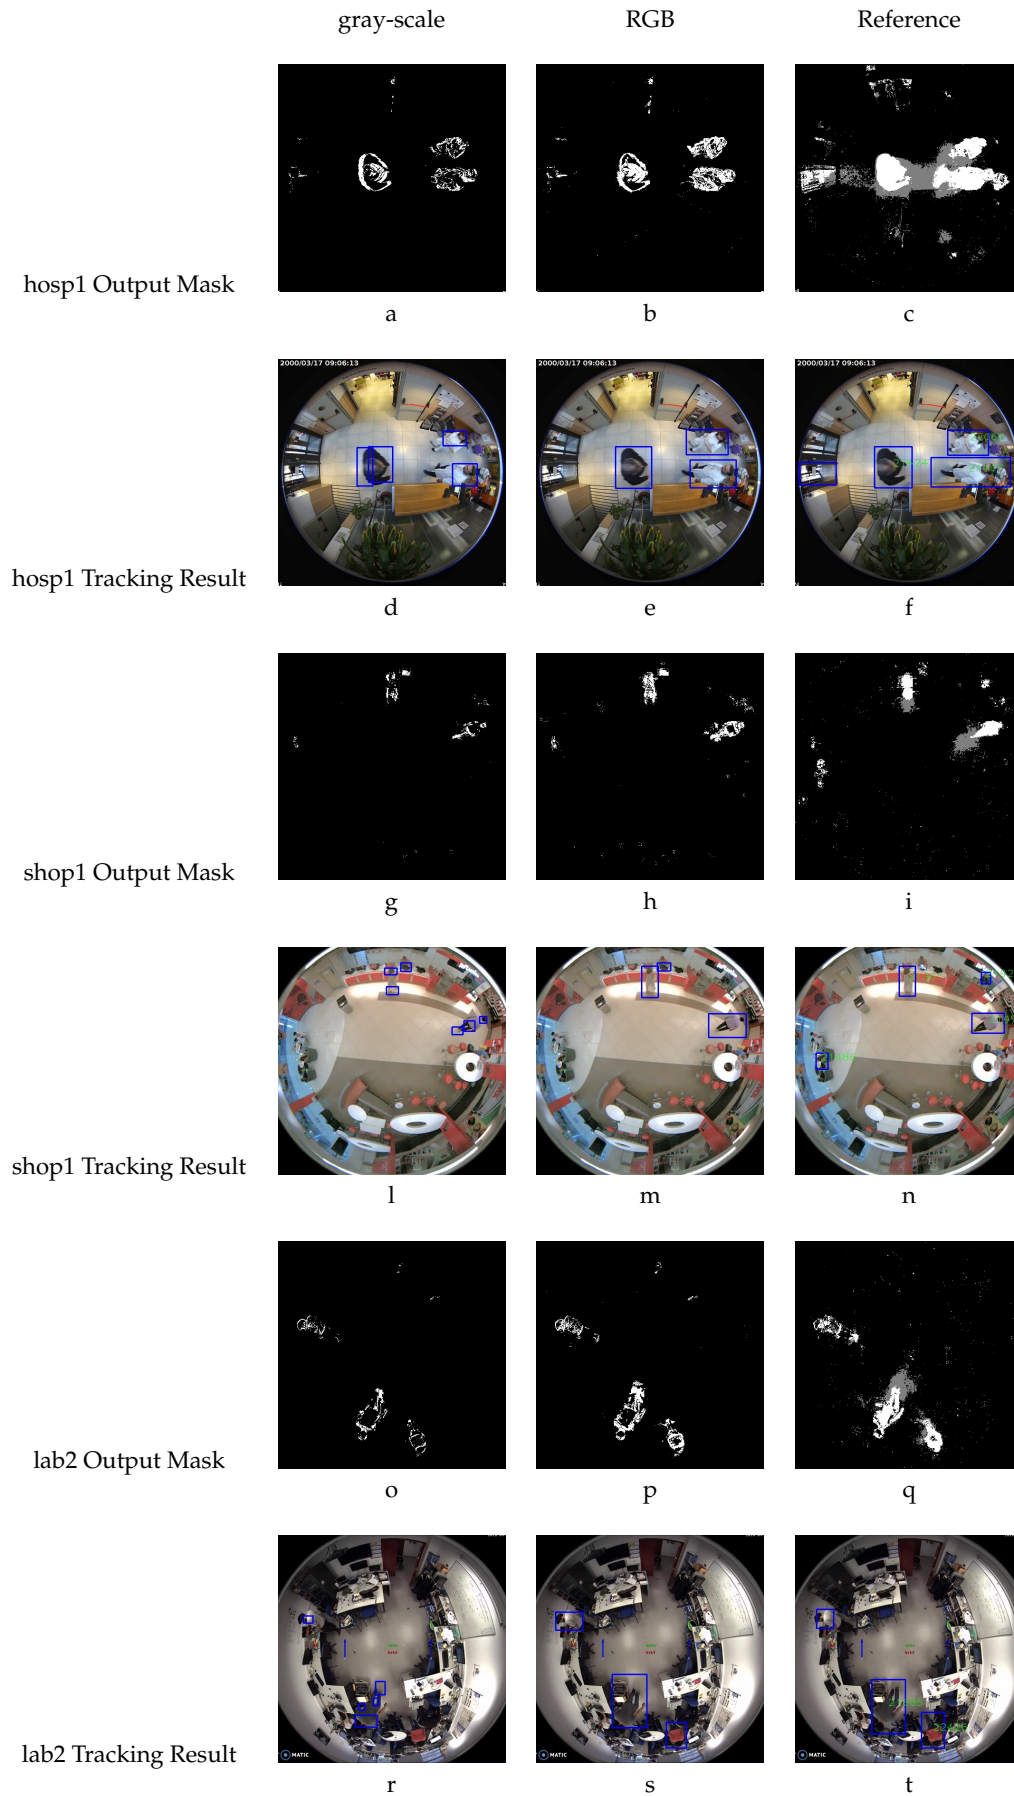 gray-scale RGB Reference
hosp1 Output Mask
a b c
2000/03/17 09:06:13 2000/03/17 09:06:13 2000/03/17 09:06:13
hosp1 Tracking Result
d e f
shop1 Output Mask
g h i
shop1 Tracking Result
l m n
lab2 Output Mask
o p q
MATIC MATIC MATIC
lab2 Tracking Result
r s t